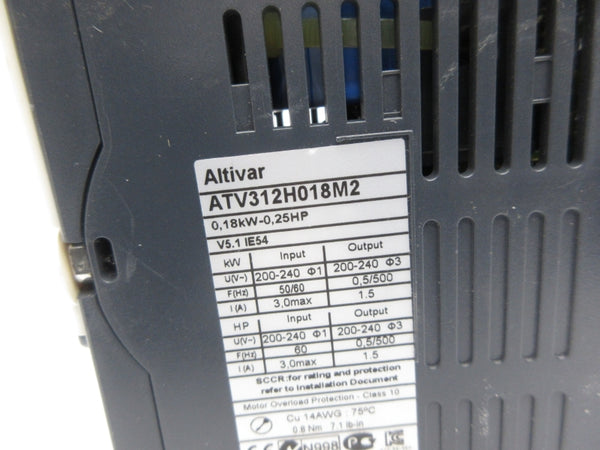 Altivar
ATV312H018M2
0,18kW-0,25HP
V5.1 IE54
kW Input Output
U(V~) 200-240 Φ1 200-240 Φ3
F(Hz) 50/60 0,5/500
I (A) 3,0max 1.5
HP Input Output
U(V~) 200-240 Φ1 200-240 Φ3
F(Hz) 60 0,5/500
I (A) 3,0max 1.5
SCCR:for rating and protection
refer to Installation Document
Motor Overload Protection - Class 10
Cu 14AWG : 75°C
0.8 Nm 7.1 lb-in
CE N998